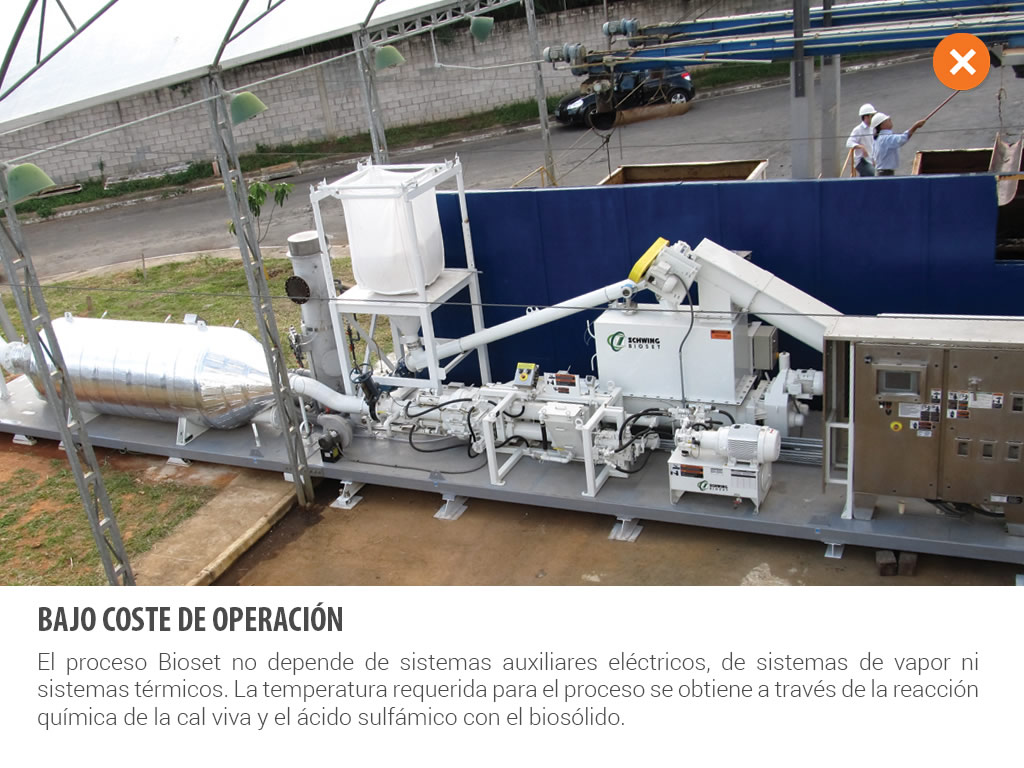 SCHWING
BIOSET
SCHWING
BIOSET
BAJO COSTE DE OPERACIÓN
El proceso Bioset no depende de sistemas auxiliares eléctricos, de sistemas de vapor ni
sistemas térmicos. La temperatura requerida para el proceso se obtiene a través de la reacción
química de la cal viva y el ácido sulfámico con el biosólido.